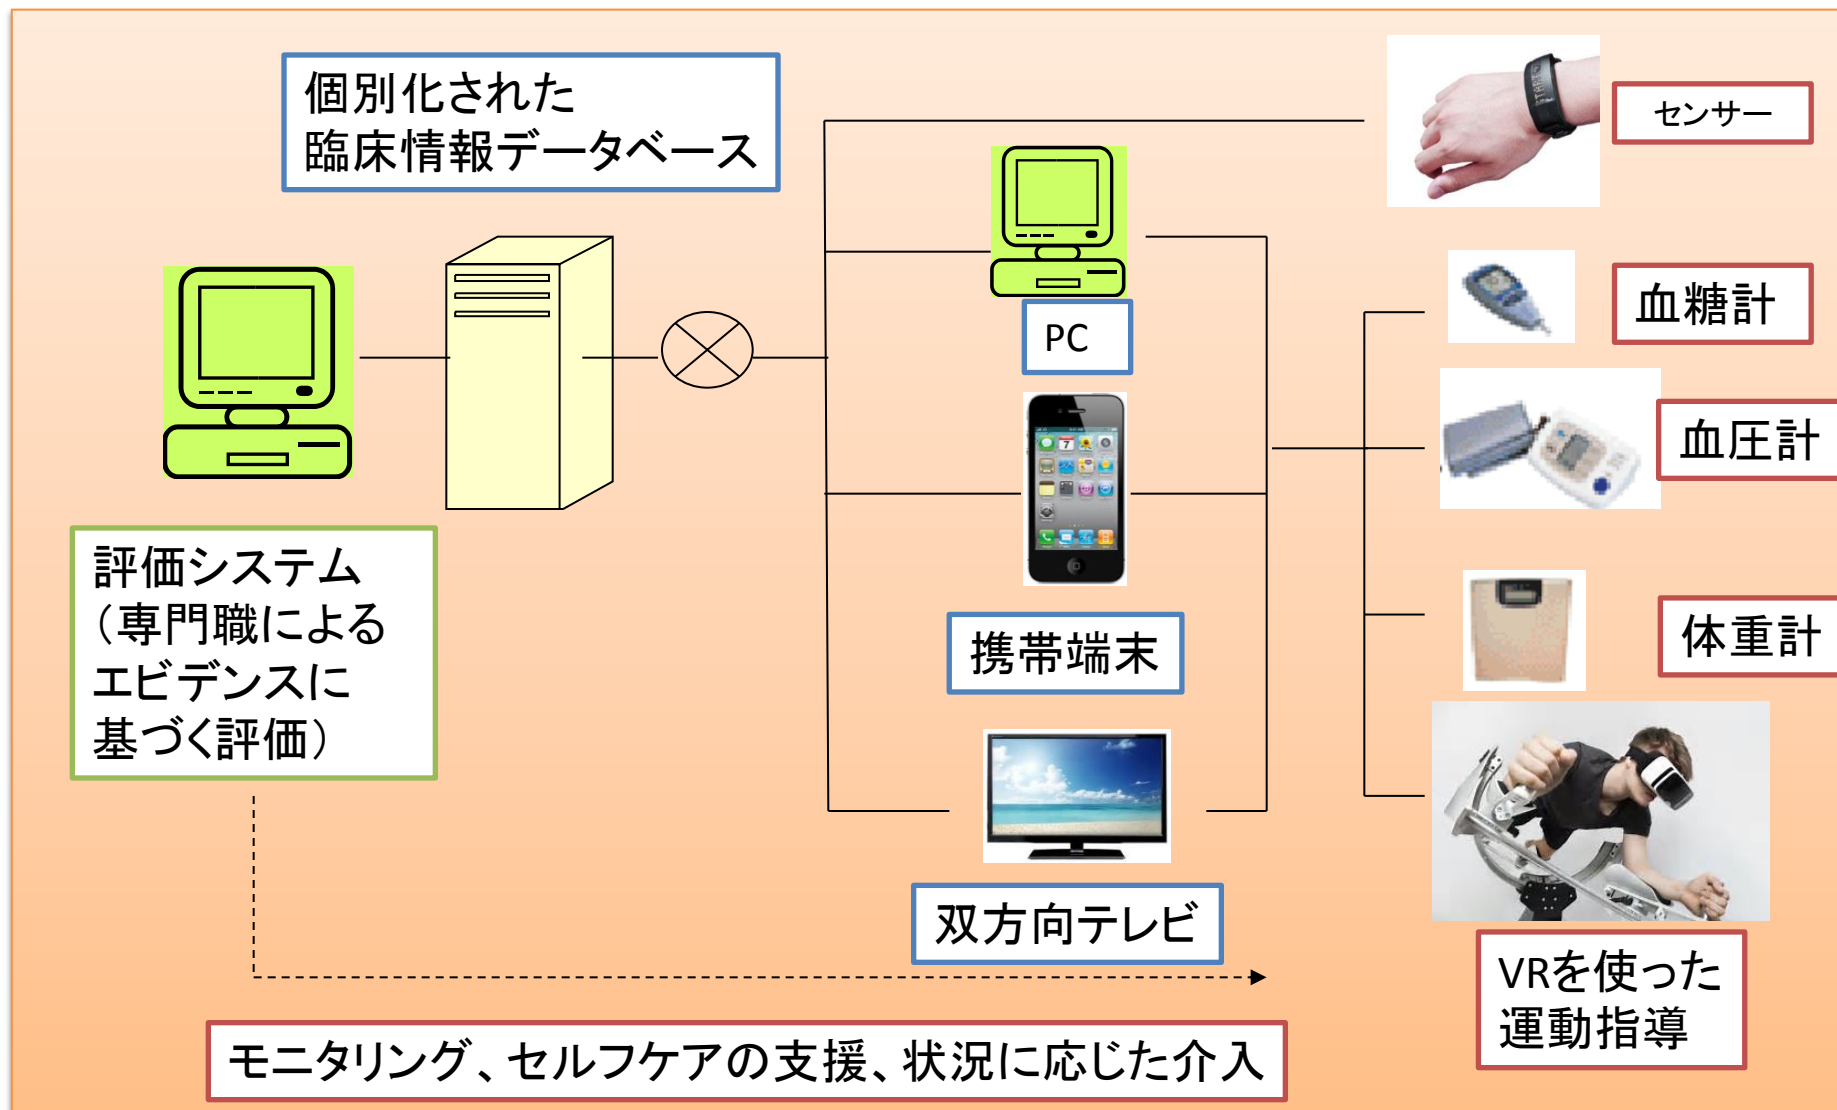 個別化された
臨床情報データベース
センサー
血糖計
PC
血圧計
評価システム
（専門職による
エビデンスに
基づく評価）
携帯端末
体重計
双方向テレビ
VRを使った
運動指導
モニタリング、セルフケアの支援、状況に応じた介入